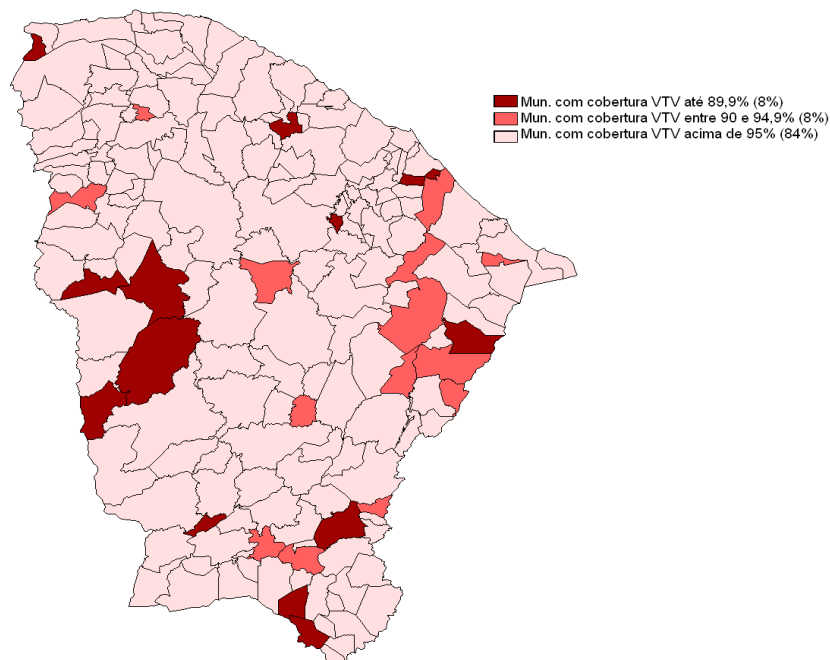 Mun. com cobertura VTV até 89,9% (8%)
Mun. com cobertura VTV entre 90 e 94,9% (8%)
Mun. com cobertura VTV acima de 95% (84%)